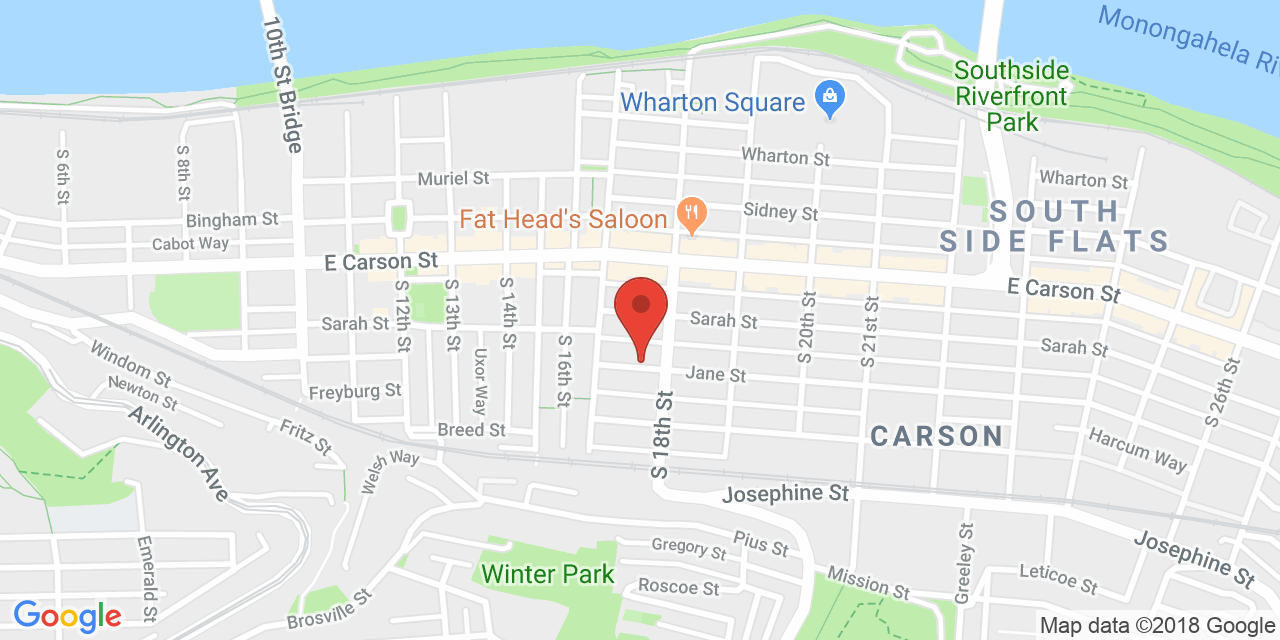 10th St Bridge
Monongahela Ri
Southside
Riverfront
Park
Wharton Square
S 6th St
S 8th St
Muriel St
Wharton St
Wharton St
Bingham St
Cabot Way
Fat Head's Saloon
Sidney St
SOUTH
SIDE FLATS
E Carson St
E Carson St
S 12th St
S 13th St
S 14th St
Sarah St
Sarah St
Sarah St
S 16th St
S 20th St
S 21st St
Windom St
Newton St
Uxor Way
Freyburg St
Jane St
S 26th St
Arlington Ave
Fritz St
Breed St
S 18th St
CARSON
Harcum Way
Welsh Way
Josephine St
Josephine St
Emerald St
Winter Park
Gregory St
Pius St
Roscoe St
Mission St
Greeley St
Leticoe St
Brosville St
Google
Map data ©2018 Google